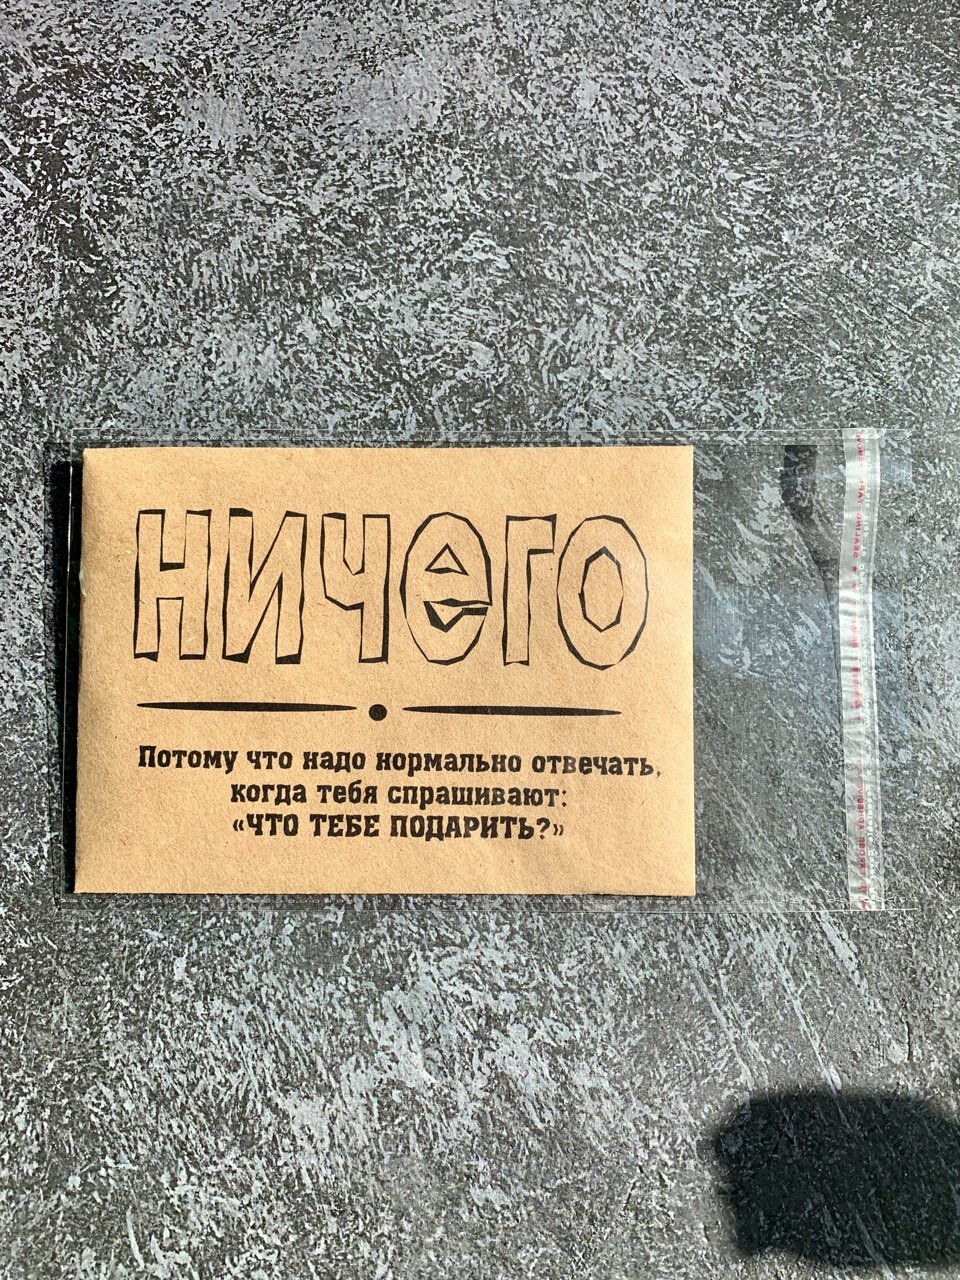 ничего
Потому что надо нормально отвечать,
когда тебя спрашивают:
«ЧТО ТЕБЕ ПОДАРИТЬ?»